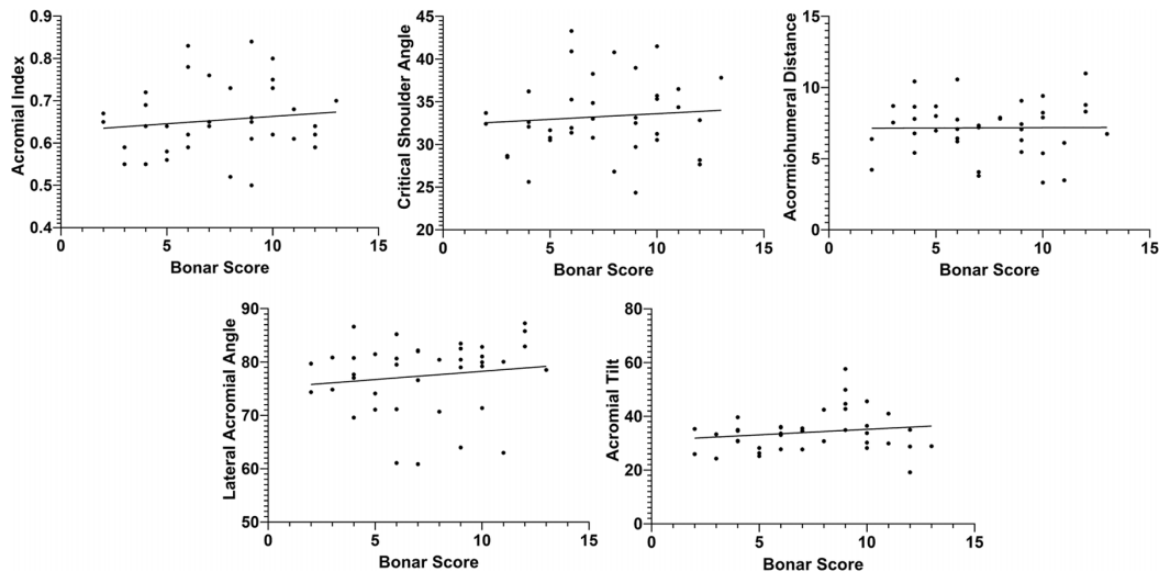 Acromial Index
0.9
0.8
0.7
0.6
0.5
0.4
0 5 10 15
Bonar Score
Critical Shoulder Angle
45
40
35
30
25
20
0 5 10 15
Bonar Score
Acormiohumeral Distance
15
10
5
0
0 5 10 15
Bonar Score
Lateral Acromial Angle
90
80
70
60
50
0 5 10 15
Bonar Score
Acromial Tilt
80
60
40
20
0
0 5 10 15
Bonar Score